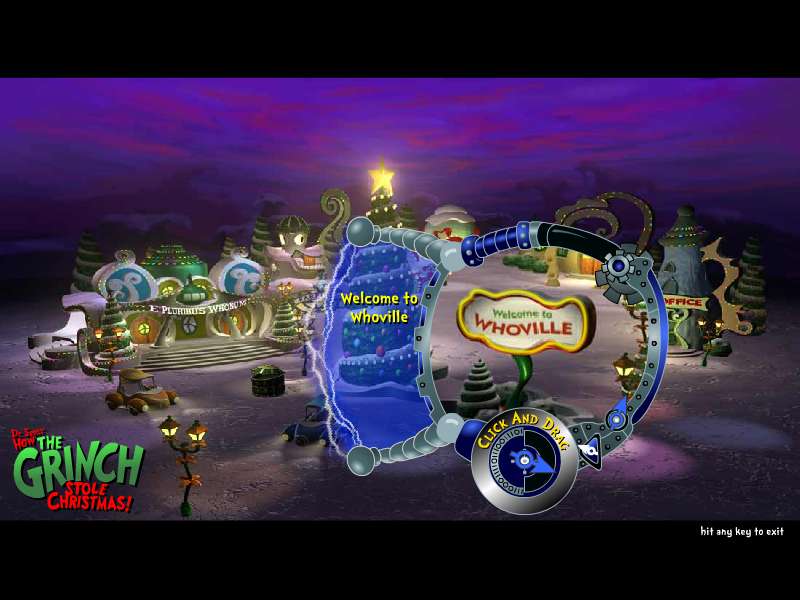 E PLURIBUS WHOBUM
Welcome to
Whoville
Welcome to
WHOVILLE
OFFICE
CLICK AND DRAG
Dr. Seuss'
HOW THE
GRINCH
STOLE
CHRISTMAS!
hit any key to exit